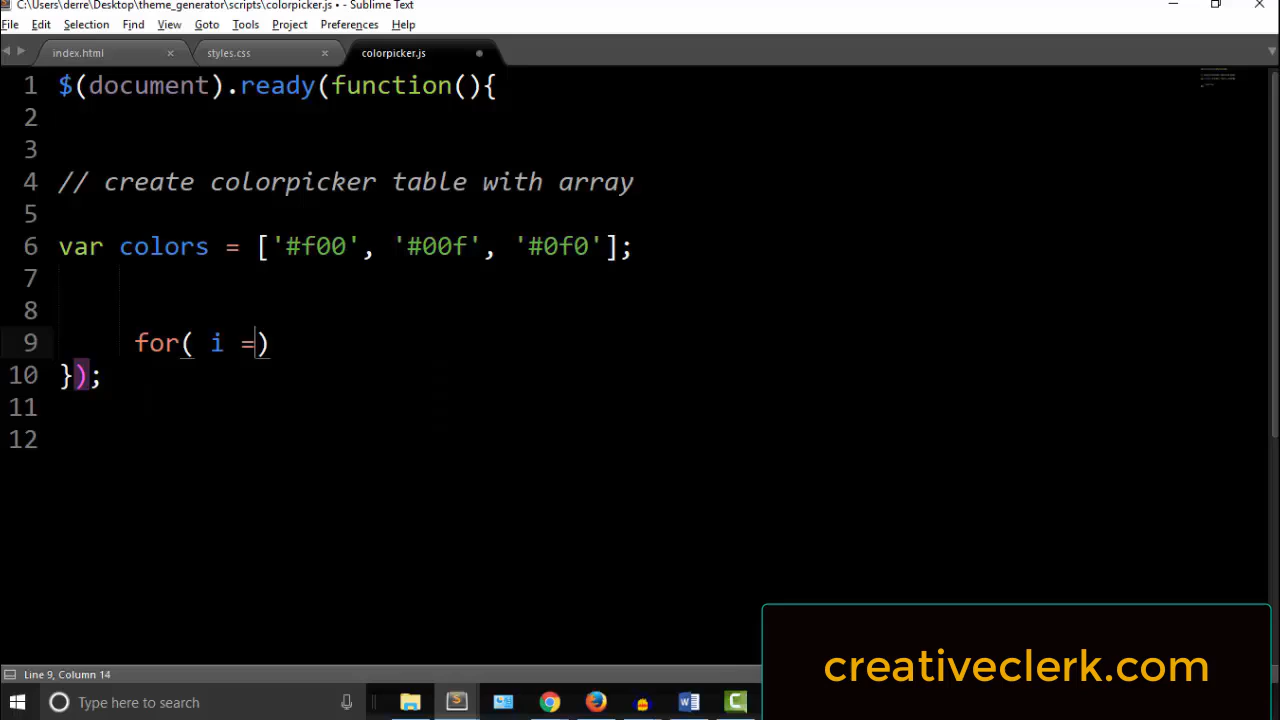 C:\Users\derre\Desktop\theme_generator\scripts\colorpicker.js • - Sublime Text
File Edit Selection Find View Goto Tools Project Preferences Help
index.html × styles.css × colorpicker.js
1 $(document).ready(function(){
2
3
4 // create colorpicker table with array
5
6 var colors = ['#f00', '#00f', '#0f0'];
7
8
9 for( i =)
10 });
11
12
creativeclerk.com
Line 9, Column 14
Type here to search